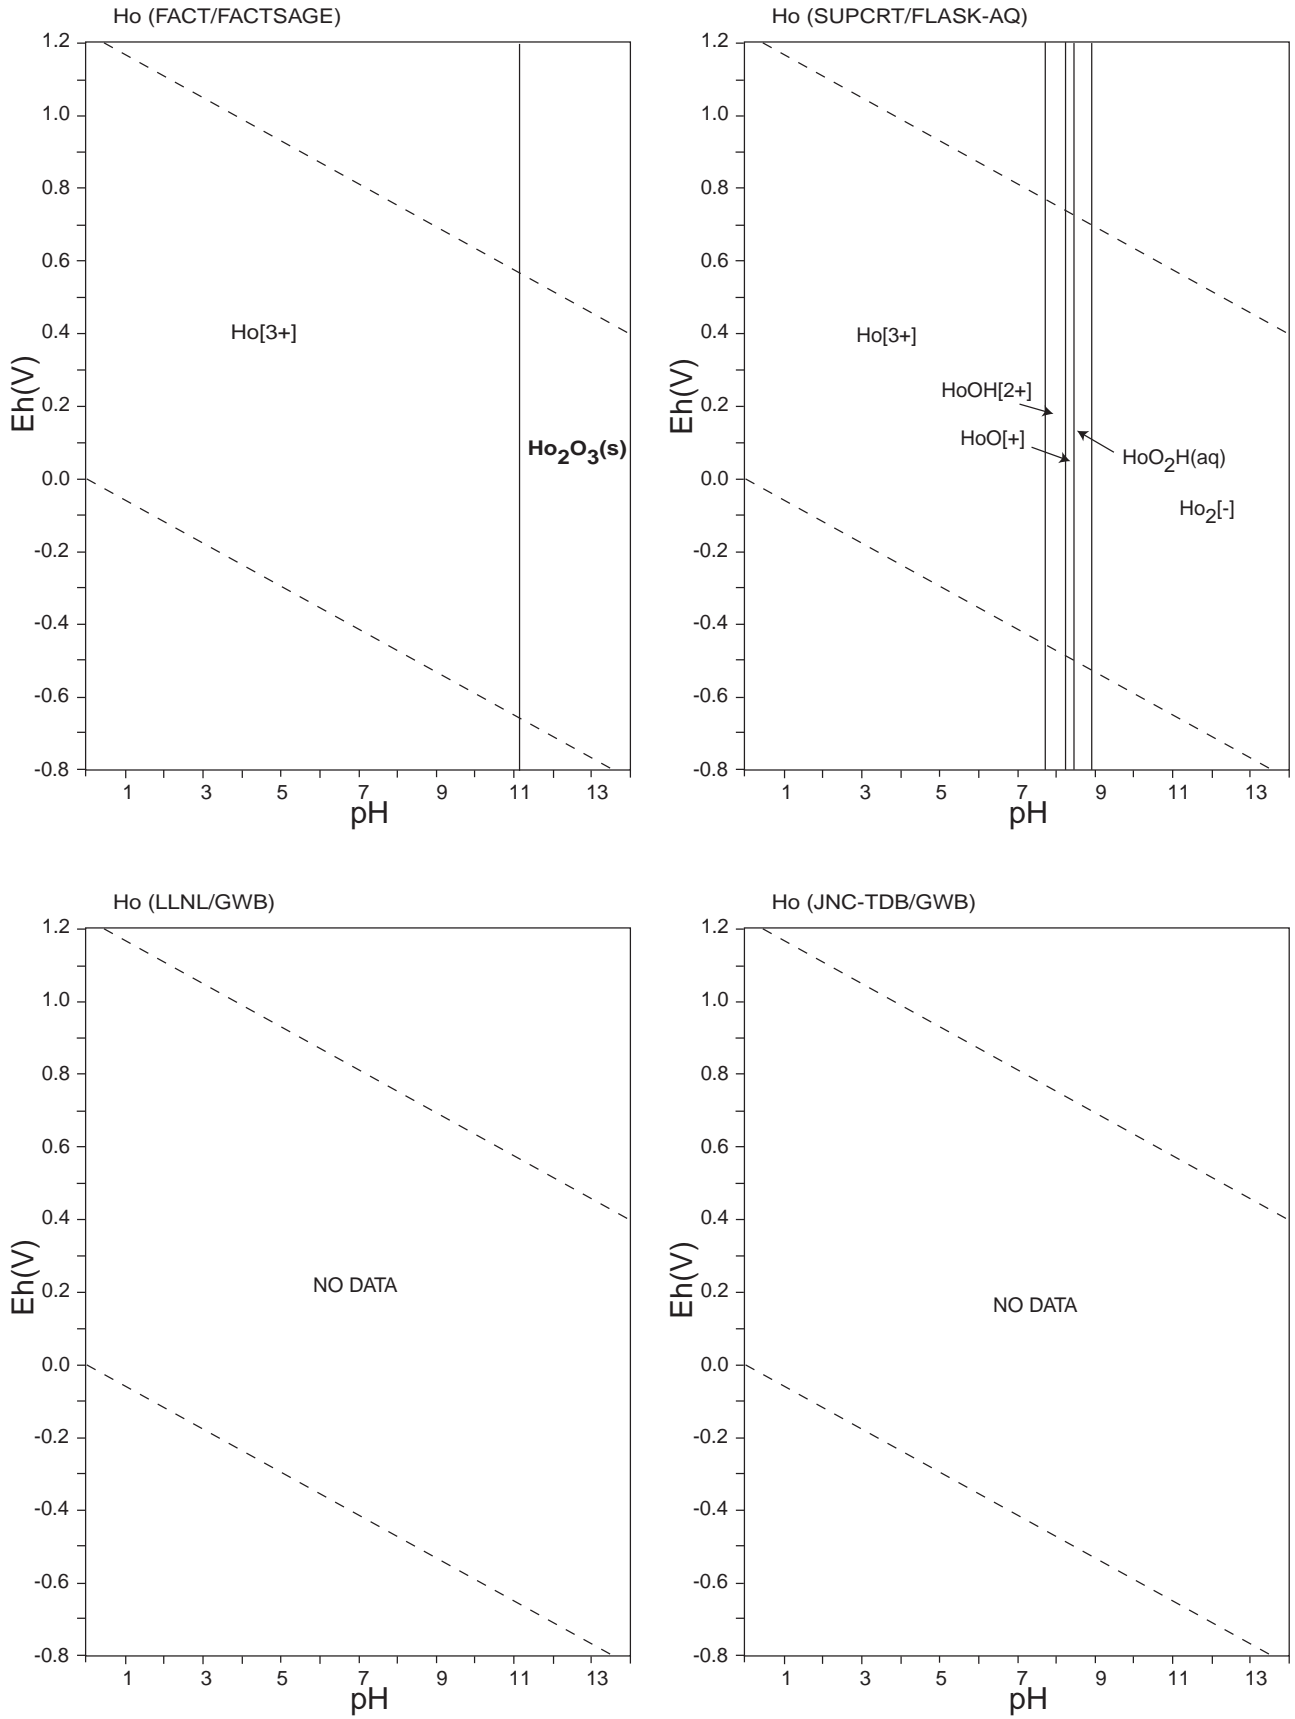 Ho (FACT/FACTSAGE)
1.2
1.0
0.8
0.6
0.4
0.2
0.0
-0.2
-0.4
-0.6
-0.8
Eh(V)
Ho[3+]
Ho2O3(s)
1 3 5 7 9 11 13
pH
Ho (SUPCRT/FLASK-AQ)
1.2
1.0
0.8
0.6
0.4
0.2
0.0
-0.2
-0.4
-0.6
-0.8
Eh(V)
Ho[3+]
HoOH[2+]
HoO[+]
HoO2H(aq)
Ho2[-]
1 3 5 7 9 11 13
pH
Ho (LLNL/GWB)
1.2
1.0
0.8
0.6
0.4
0.2
0.0
-0.2
-0.4
-0.6
-0.8
Eh(V)
NO DATA
1 3 5 7 9 11 13
pH
Ho (JNC-TDB/GWB)
1.2
1.0
0.8
0.6
0.4
0.2
0.0
-0.2
-0.4
-0.6
-0.8
Eh(V)
NO DATA
1 3 5 7 9 11 13
pH